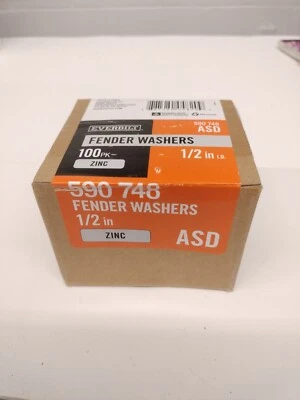 590 748
ASD
EVERBILT
FENDER WASHERS
100PK
1/2 in I.D.
ZINC
590 748
FENDER WASHERS
1/2 in
ZINC
ASD